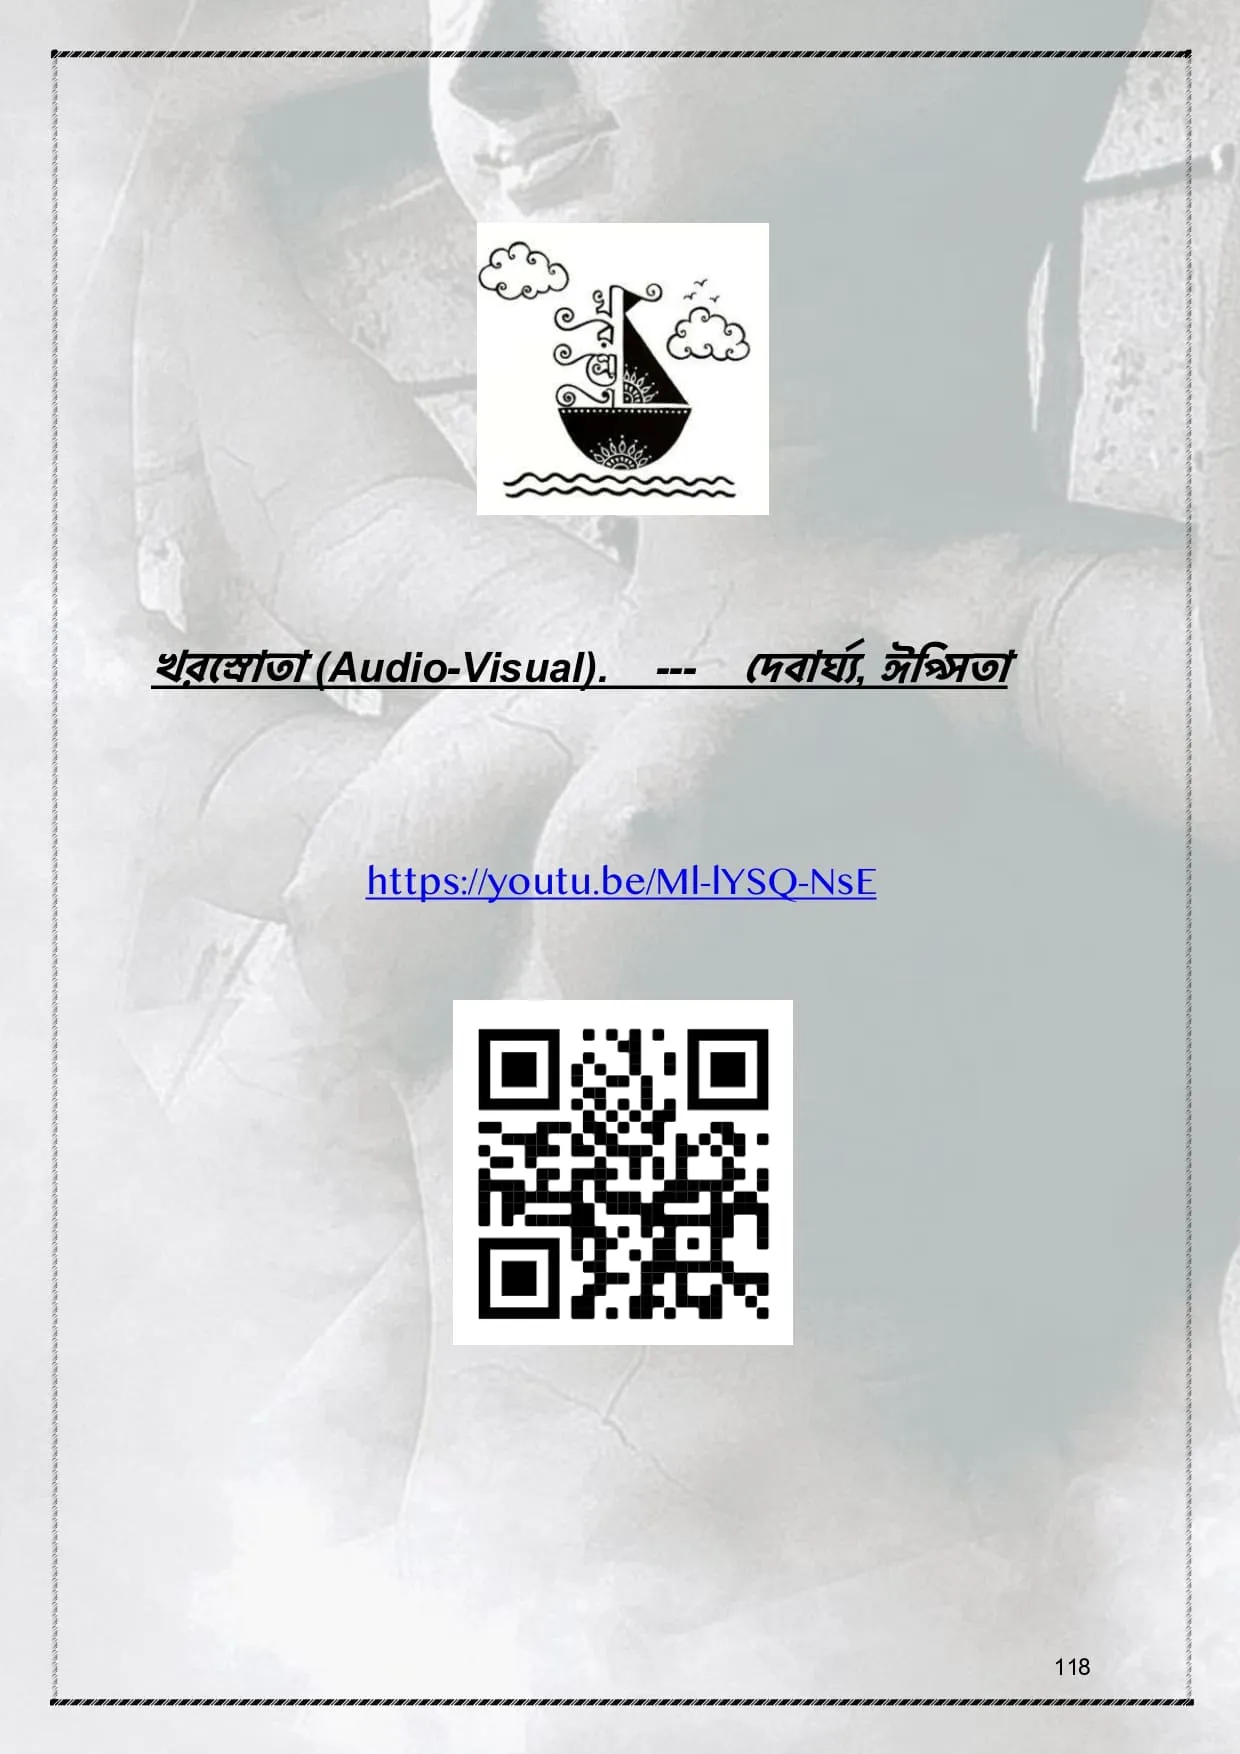 খরস্রোতা (Audio-Visual). --- দেবার্ঘ্য, ঈপ্সিতা
https://youtu.be/Ml-lYSQ-NsE
118